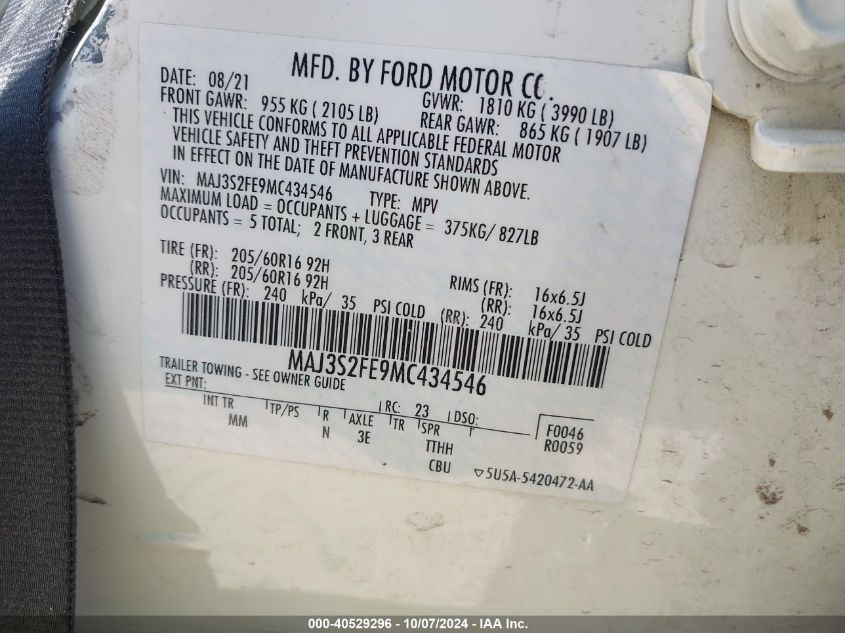 MFD. BY FORD MOTOR CO.
DATE: 08/21 GVWR: 1810 KG ( 3990 LB)
FRONT GAWR: 955 KG ( 2105 LB) REAR GAWR: 865 KG ( 1907 LB)
THIS VEHICLE CONFORMS TO ALL APPLICABLE FEDERAL MOTOR
VEHICLE SAFETY AND THEFT PREVENTION STANDARDS
IN EFFECT ON THE DATE OF MANUFACTURE SHOWN ABOVE.
VIN: MAJ3S2FE9MC434546 TYPE: MPV
MAXIMUM LOAD = OCCUPANTS + LUGGAGE = 375KG/ 827LB
OCCUPANTS = 5 TOTAL; 2 FRONT, 3 REAR
TIRE (FR): 205/60R16 92H RIMS (FR): 16x6.5J
(RR): 205/60R16 92H (RR): 16x6.5J
PRESSURE (FR): 240 kPa/ 35 PSI COLD (RR): 240 kPa/ 35 PSI COLD
MAJ3S2FE9MC434546
TRAILER TOWING - SEE OWNER GUIDE
EXT PNT: RC: 23 DSO:
INT TR TP/PS R AXLE TR SPR F0046
MM N 3E TTHH R0059
CBU ▽5U5A-5420472-AA
000-40529296 - 10/07/2024 - IAA Inc.